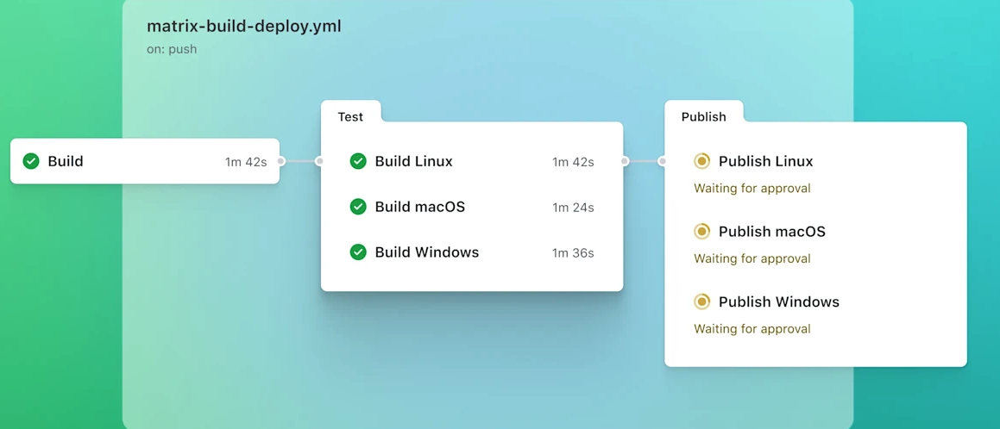 matrix-build-deploy.yml
on: push
Build 1m 42s
Test
Build Linux 1m 42s
Build macOS 1m 24s
Build Windows 1m 36s
Publish
Publish Linux
Waiting for approval
Publish macOS
Waiting for approval
Publish Windows
Waiting for approval